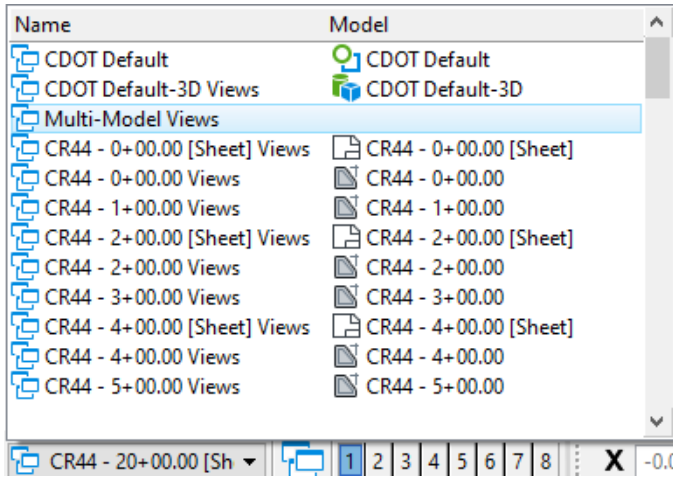 Name Model
CDOT Default CDOT Default
CDOT Default-3D Views CDOT Default-3D
Multi-Model Views
CR44 - 0+00.00 [Sheet] Views CR44 - 0+00.00 [Sheet]
CR44 - 0+00.00 Views CR44 - 0+00.00
CR44 - 1+00.00 Views CR44 - 1+00.00
CR44 - 2+00.00 [Sheet] Views CR44 - 2+00.00 [Sheet]
CR44 - 2+00.00 Views CR44 - 2+00.00
CR44 - 3+00.00 Views CR44 - 3+00.00
CR44 - 4+00.00 [Sheet] Views CR44 - 4+00.00 [Sheet]
CR44 - 4+00.00 Views CR44 - 4+00.00
CR44 - 5+00.00 Views CR44 - 5+00.00
CR44 - 20+00.00 [Sh 1 2 3 4 5 6 7 8 X -0.0